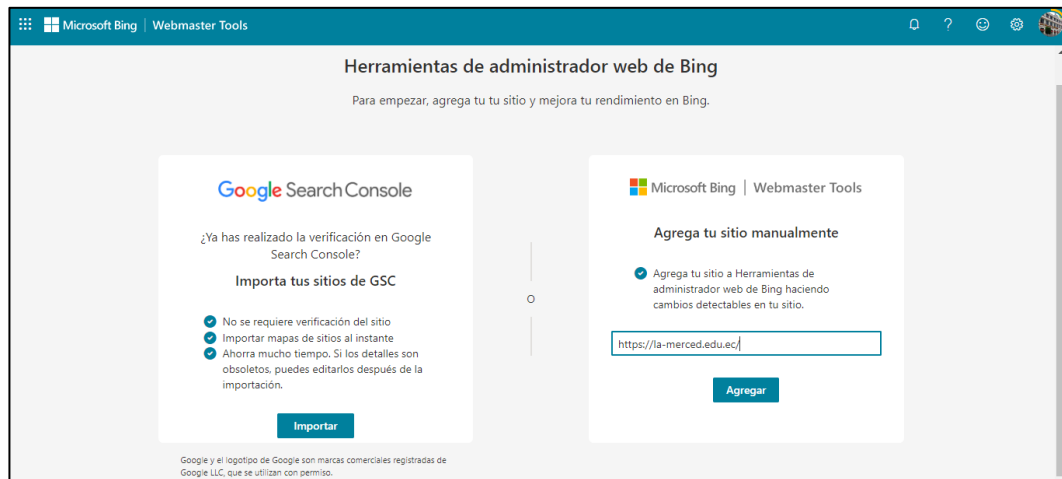 Microsoft Bing | Webmaster Tools
Herramientas de administrador web de Bing
Para empezar, agrega tu tu sitio y mejora tu rendimiento en Bing.
Google Search Console
¿Ya has realizado la verificación en Google
Search Console?
Importa tus sitios de GSC
No se requiere verificación del sitio
Importar mapas de sitios al instante
Ahorra mucho tiempo. Si los detalles son
obsoletos, puedes editarlos después de la
importación.
Importar
Google y el logotipo de Google son marcas comerciales registradas de
Google LLC, que se utilizan con permiso.
O
Microsoft Bing | Webmaster Tools
Agrega tu sitio manualmente
Agrega tu sitio a Herramientas de
administrador web de Bing haciendo
cambios detectables en tu sitio.
https://la-merced.edu.ec/
Agregar